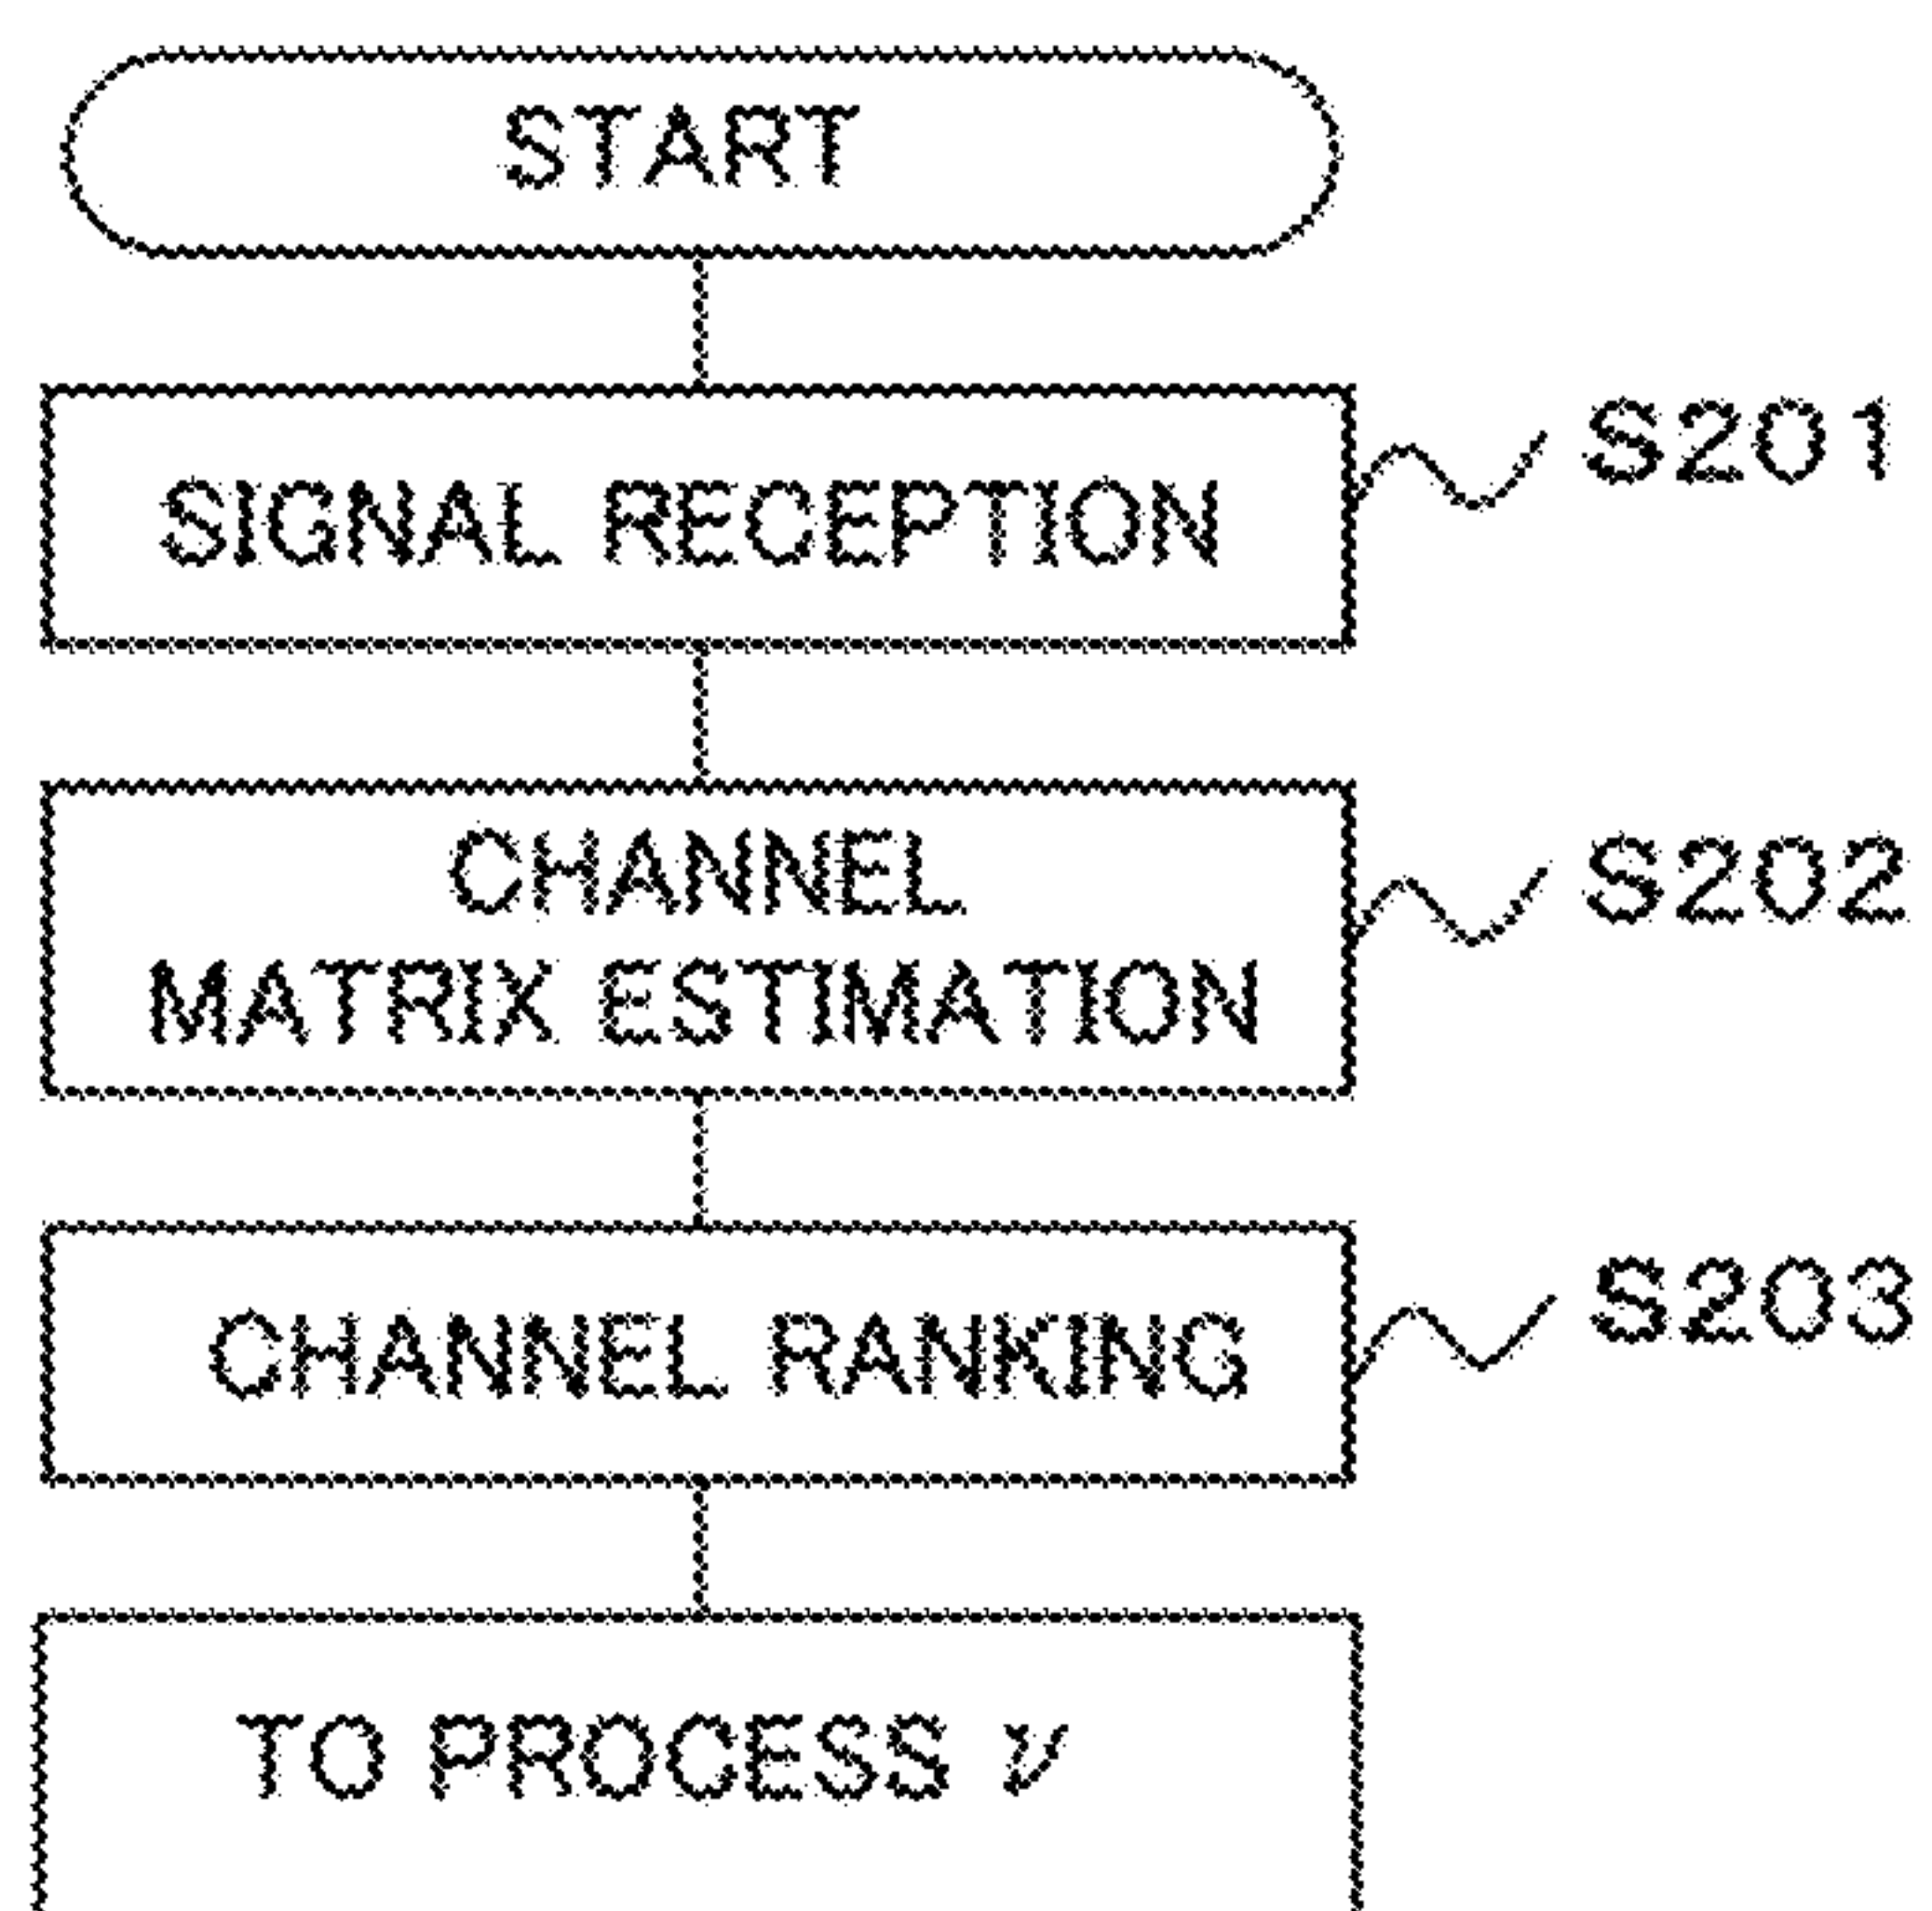 START
SIGNAL RECEPTION
S201
CHANNEL
MATRIX ESTIMATION
S202
CHANNEL RANKING
S203
TO PROCESS ν